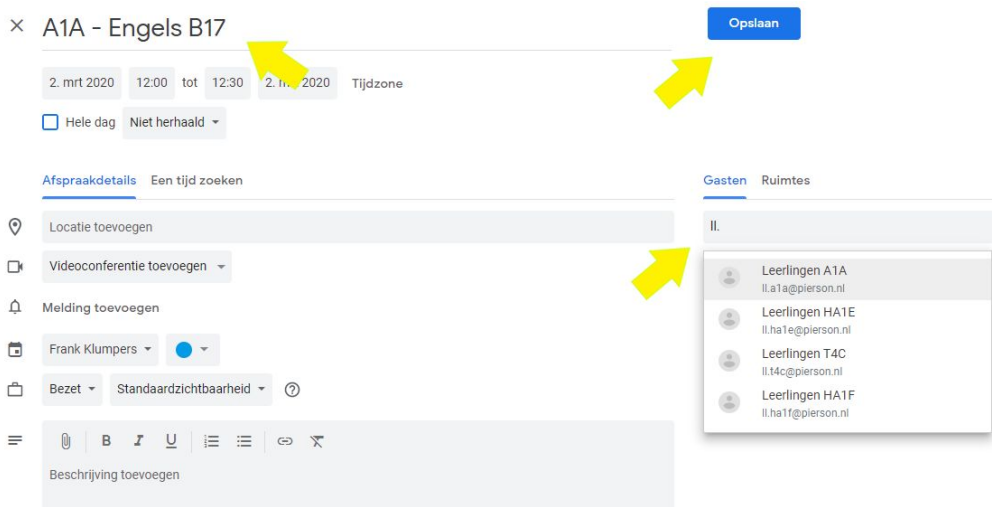 A1A - Engels B17
Opslaan
2. mrt 2020 12:00 tot 12:30 2. 2020 Tijdzone
Hele dag Niet herhaald
Afspraakdetails Een tijd zoeken
Gasten Ruimtes
Locatie toevoegen
ll.
Videoconferentie toevoegen
Melding toevoegen
Frank Klumpers
Bezet Standaardzichtbaarheid
B I U
Beschrijving toevoegen
Leerlingen A1A
ll.a1a@pierson.nl
Leerlingen HA1E
ll.ha1e@pierson.nl
Leerlingen T4C
ll.t4c@pierson.nl
Leerlingen HA1F
ll.ha1f@pierson.nl